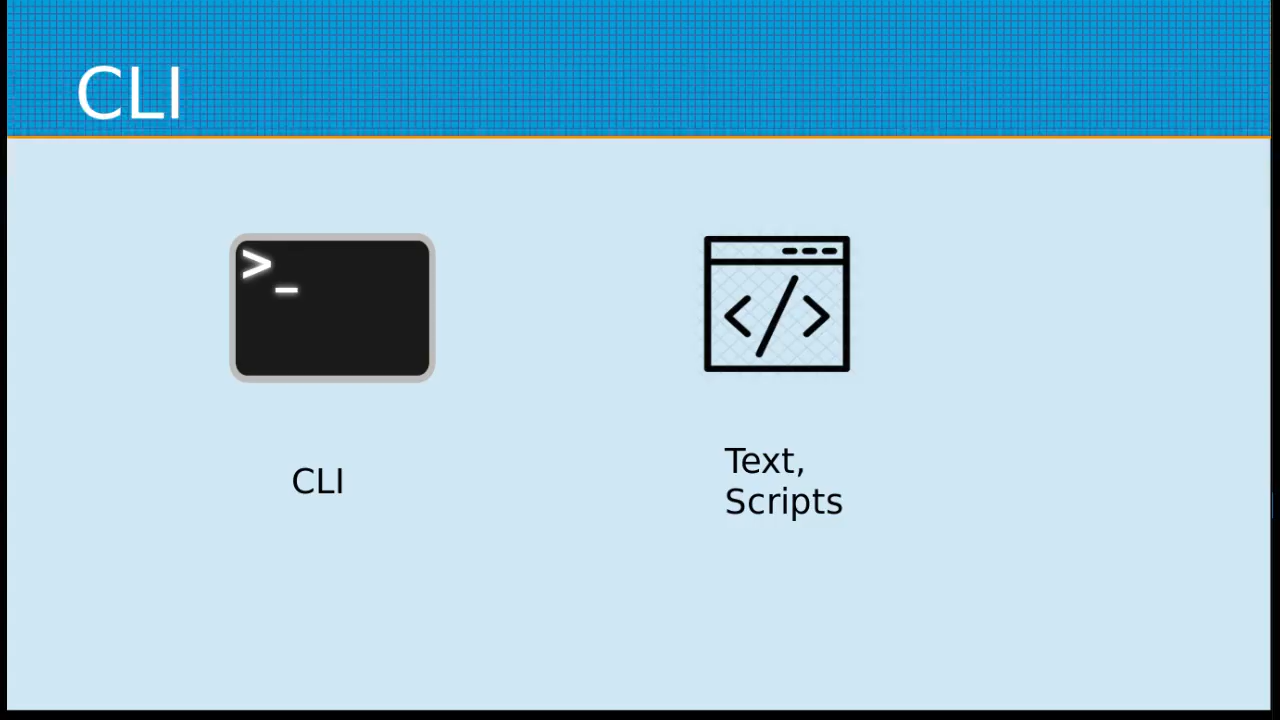 CLI
>_
</>
CLI
Text,
Scripts